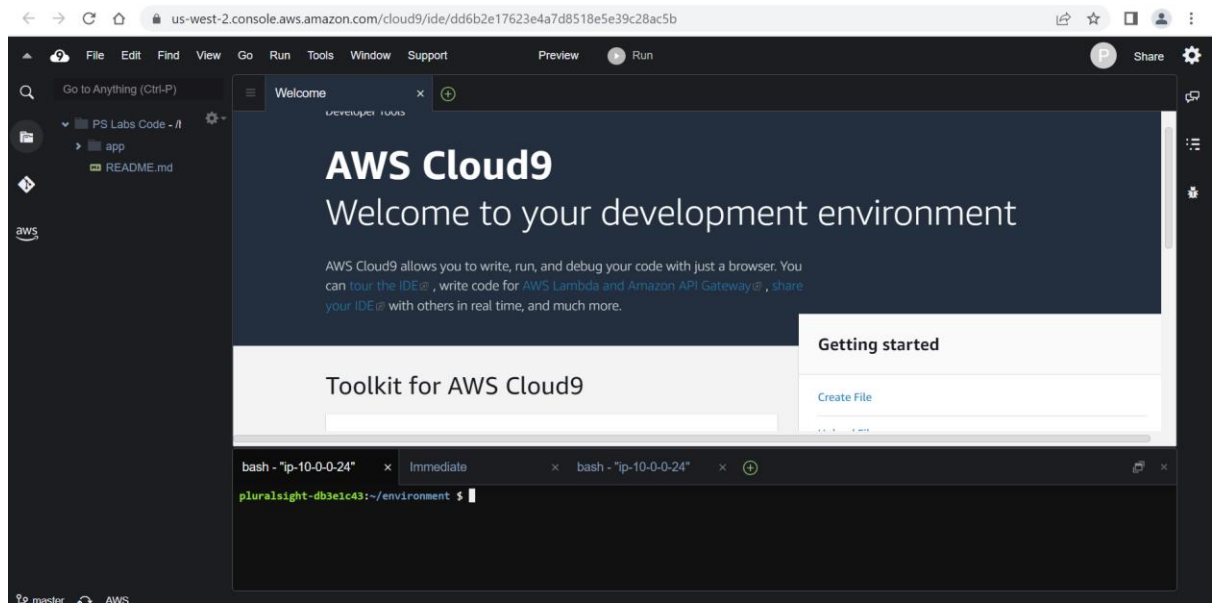 us-west-2.console.aws.amazon.com/cloud9/ide/dd6b2e17623e4a7d8518e5e39c28ac5b
9 File Edit Find View Go Run Tools Window Support Preview Run P Share
Go to Anything (Ctrl-P)
Welcome
PS Labs Code - /
app
README.md
aws
Developer Tools
AWS Cloud9
Welcome to your development environment
AWS Cloud9 allows you to write, run, and debug your code with just a browser. You
can tour the IDE, write code for AWS Lambda and Amazon API Gateway, share
your IDE with others in real time, and much more.
Getting started
Toolkit for AWS Cloud9
Create File
bash - "ip-10-0-0-24" Immediate bash - "ip-10-0-0-24"
pluralsight-db3e1c43:~/environment $
master AWS